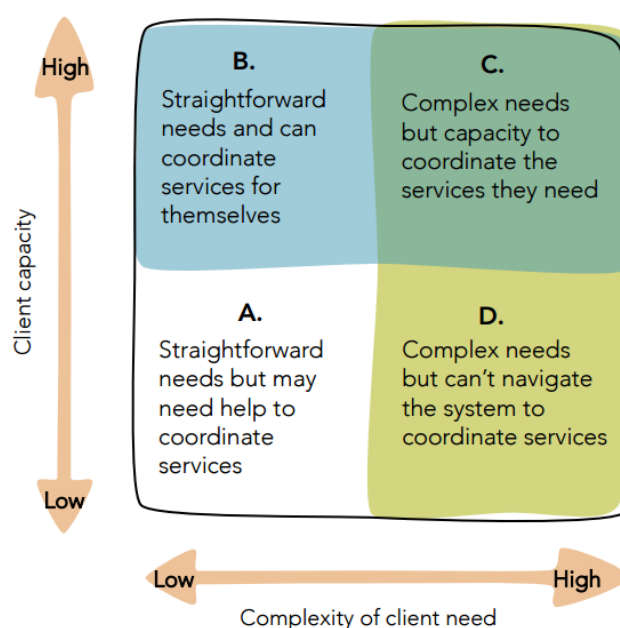 High
Client capacity
Low
B.
Straightforward
needs and can
coordinate
services for
themselves
C.
Complex needs
but capacity to
coordinate the
services they need
A.
Straightforward
needs but may
need help to
coordinate
services
D.
Complex needs
but can’t navigate
the system to
coordinate services
Low
High
Complexity of client need